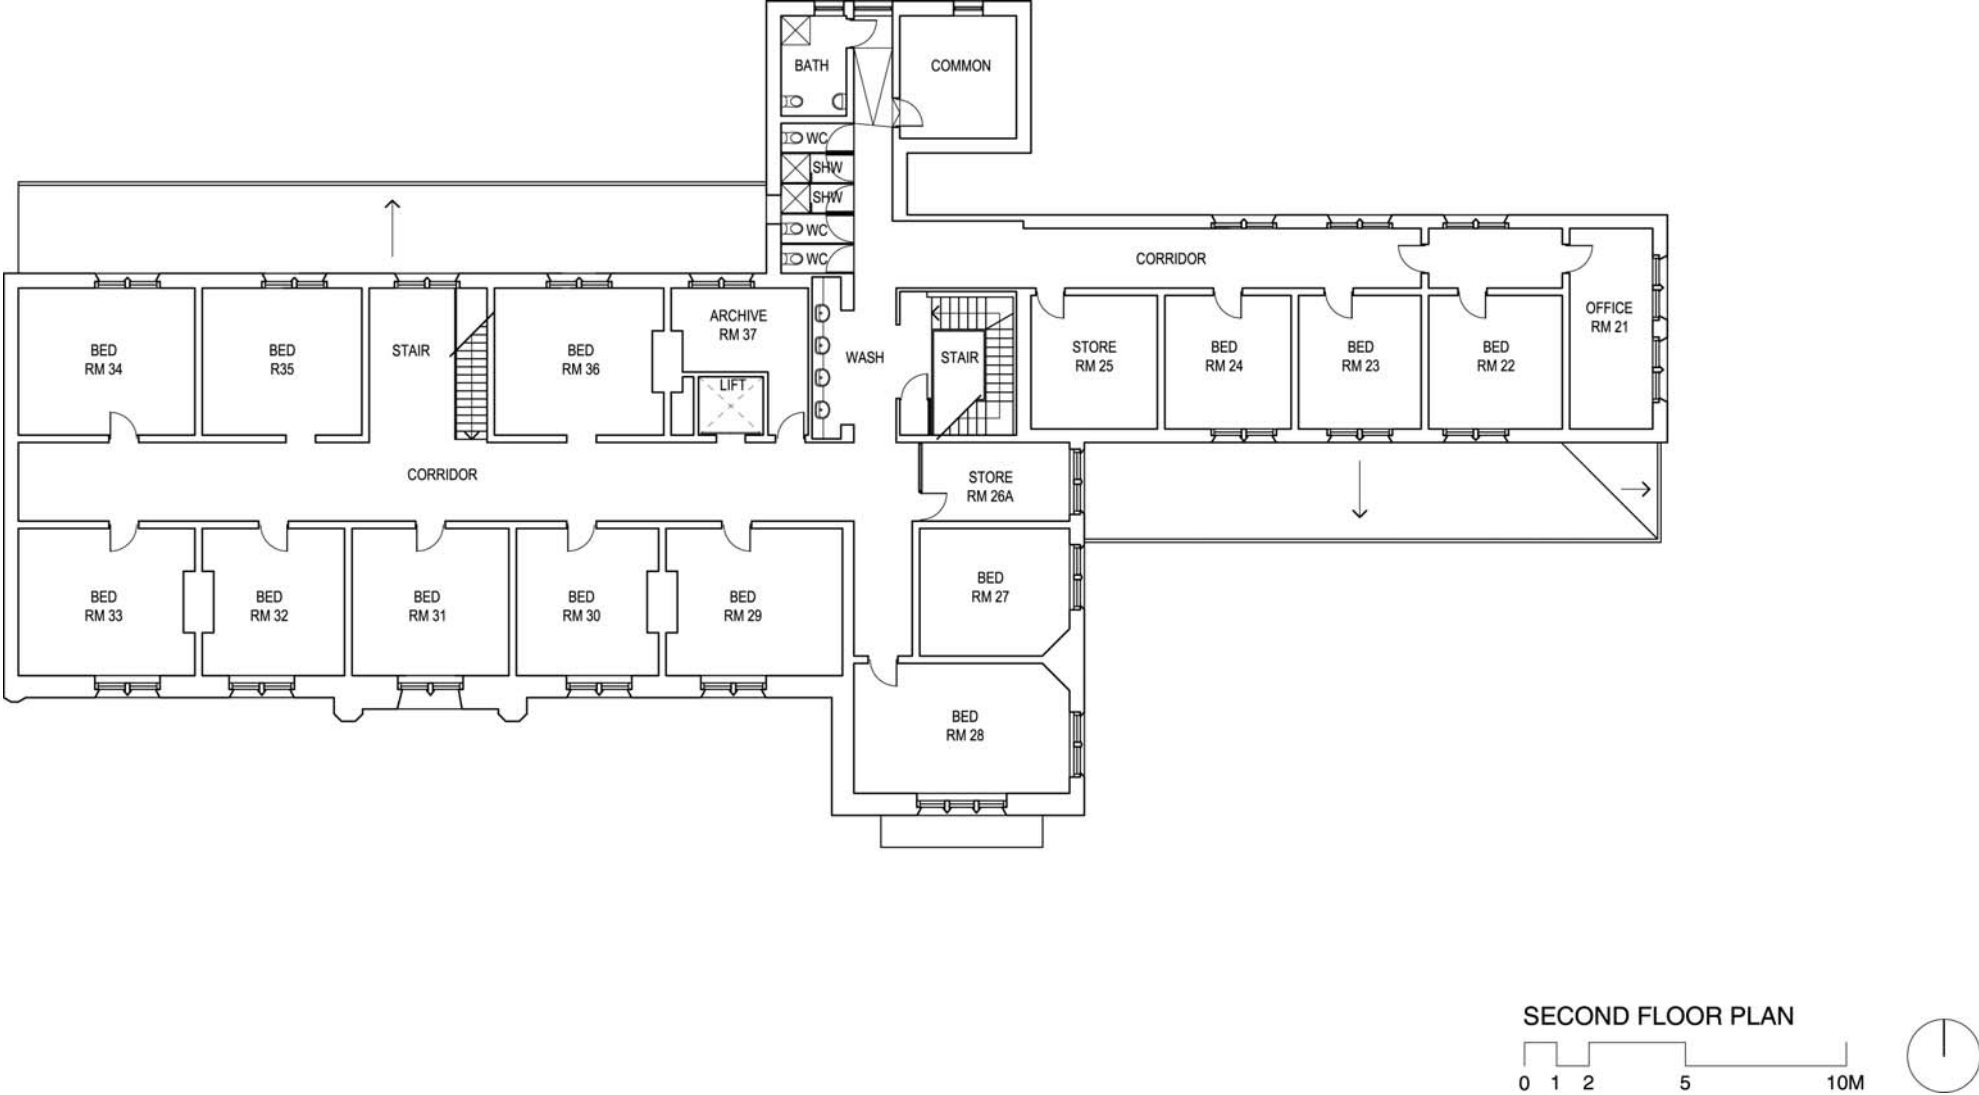 BATH
COMMON
WC
SHW
SHW
WC
WC
CORRIDOR
OFFICE
RM 21
ARCHIVE
RM 37
BED
RM 34
BED
R35
STAIR
BED
RM 36
LIFT
WASH
STAIR
STORE
RM 25
BED
RM 24
BED
RM 23
BED
RM 22
CORRIDOR
STORE
RM 26A
BED
RM 33
BED
RM 32
BED
RM 31
BED
RM 30
BED
RM 29
BED
RM 27
BED
RM 28
SECOND FLOOR PLAN
0 1 2 5 10M